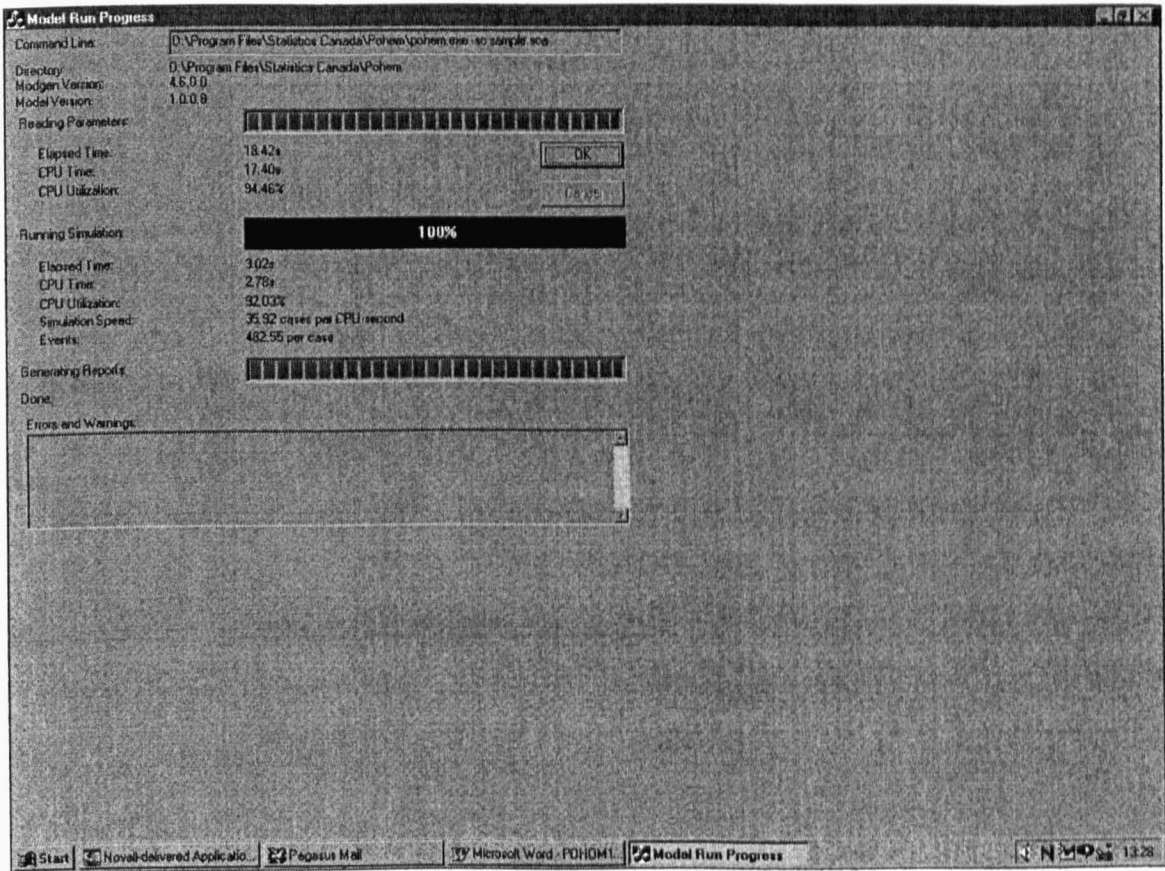 Model Run Progress
Command Line: D:\Program Files\Statistics Canada\Pohem\pohem.exe -sc sample.sce
Directory: D:\Program Files\Statistics Canada\Pohem
Modgen Version: 4.6.0.0
Model Version: 1.0.0.9
Reading Parameters:
Elapsed Time: 18.42s
OK
CPU Time: 17.40s
CPU Utilization: 94.46%
Cancel
Running Simulation: 100%
Elapsed Time: 3.02s
CPU Time: 2.78s
CPU Utilization: 92.03%
Simulation Speed: 35.92 cases per CPU-second
Events: 482.55 per case
Generating Reports:
Done.
Errors and Warnings:
Start Novell-delivered Applicatio... Pegasus Mail Microsoft Word - POHOM1... Model Run Progress N 13:28